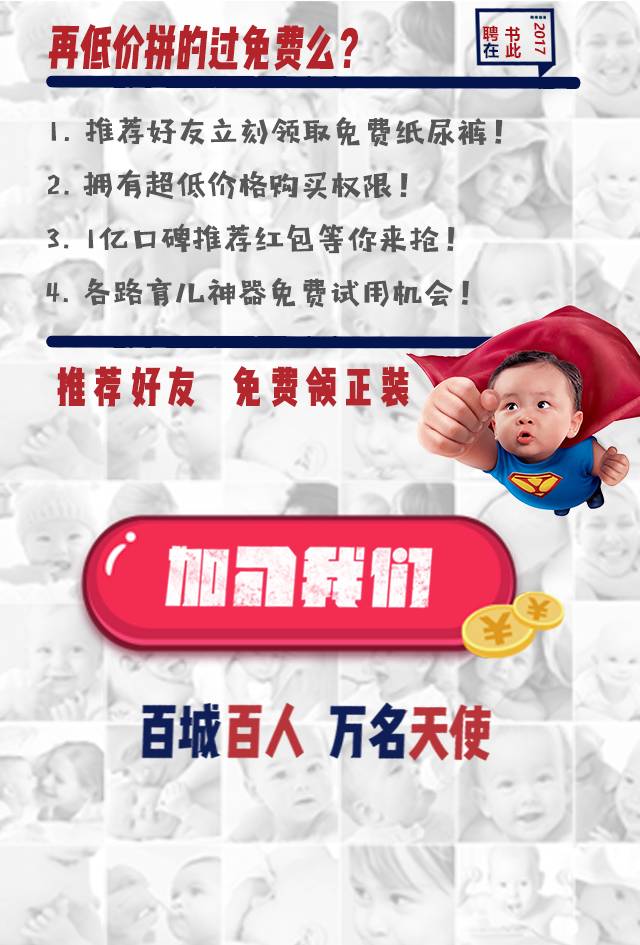 再低价拼的过免费么?
聘书
在此
2017
1. 推荐好友立刻领取免费纸尿裤!
2. 拥有超低价格购买权限!
3. 1亿口碑推荐红包等你来抢!
4. 各路育儿神器免费试用机会!
推荐好友 免费领正装
加入我们
¥
¥
百城百人 万名天使